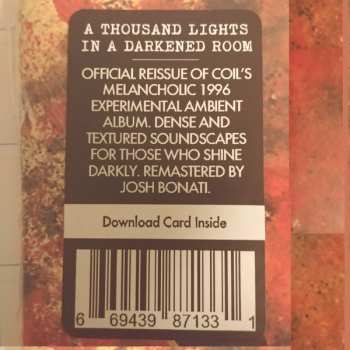 A THOUSAND LIGHTS
IN A DARKENED ROOM
OFFICIAL REISSUE OF COIL'S
MELANCHOLIC 1996
EXPERIMENTAL AMBIENT
ALBUM. DENSE AND
TEXTURED SOUNDSCAPES
FOR THOSE WHO SHINE
DARKLY. REMASTERED BY
JOSH BONATI.
Download Card Inside
6 69439 87133 1